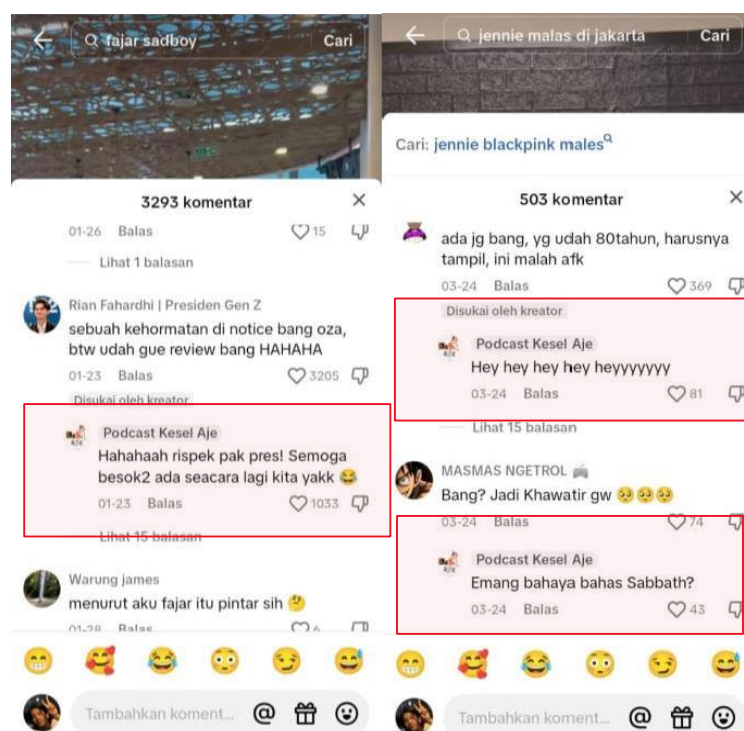 fajar sadboy
Cari
3293 komentar
01-26 Balas 15
Lihat 1 balasan
Rian Fahardhi | Presiden Gen Z
sebuah kehormatan di notice bang oza,
btw udah gue review bang HAHAHA
01-23 Balas 3205
Disukai oleh kreator
Podcast Kesel Aje
Hahahaah rispek pak pres! Semoga
besok2 ada seacara lagi kita yakk 😂
01-23 Balas 1033
Lihat 15 balasan
Warung james
menurut aku fajar itu pintar sih 🤔
01-28 Balas 6
Tambahkan koment...
jennie malas di jakarta
Cari
Cari: jennie blackpink males
503 komentar
ada jg bang, yg udah 80tahun, harusnya
tampil, ini malah afk
03-24 Balas 369
Disukai oleh kreator
Podcast Kesel Aje
Hey hey hey hey heyyyyyyy
03-24 Balas 81
Lihat 15 balasan
MASMAS NGETROL 🎮
Bang? Jadi Khawatir gw 🥺🥺🥺
03-24 Balas 74
Podcast Kesel Aje
Emang bahaya bahas Sabbath?
03-24 Balas 43
Tambahkan koment...